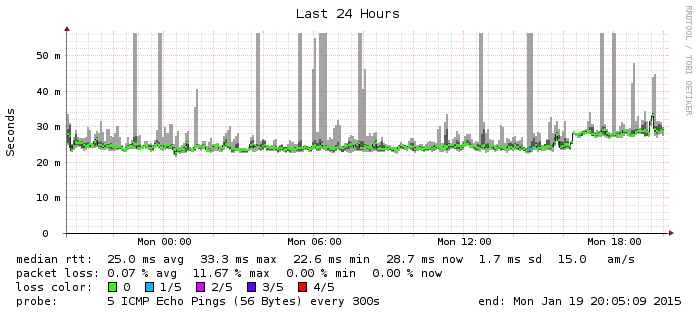 Last 24 Hours
RRDTOOL / TOBI OETIKER
Seconds
50 m
40 m
30 m
20 m
10 m
0
Mon 00:00 Mon 06:00 Mon 12:00 Mon 18:00
median rtt: 25.0 ms avg 33.3 ms max 22.6 ms min 28.7 ms now 1.7 ms sd 15.0 am/s
packet loss: 0.07 % avg 11.67 % max 0.00 % min 0.00 % now
loss color: 0 1/5 2/5 3/5 4/5
probe: 5 ICMP Echo Pings (56 Bytes) every 300s end: Mon Jan 19 20:05:09 2015